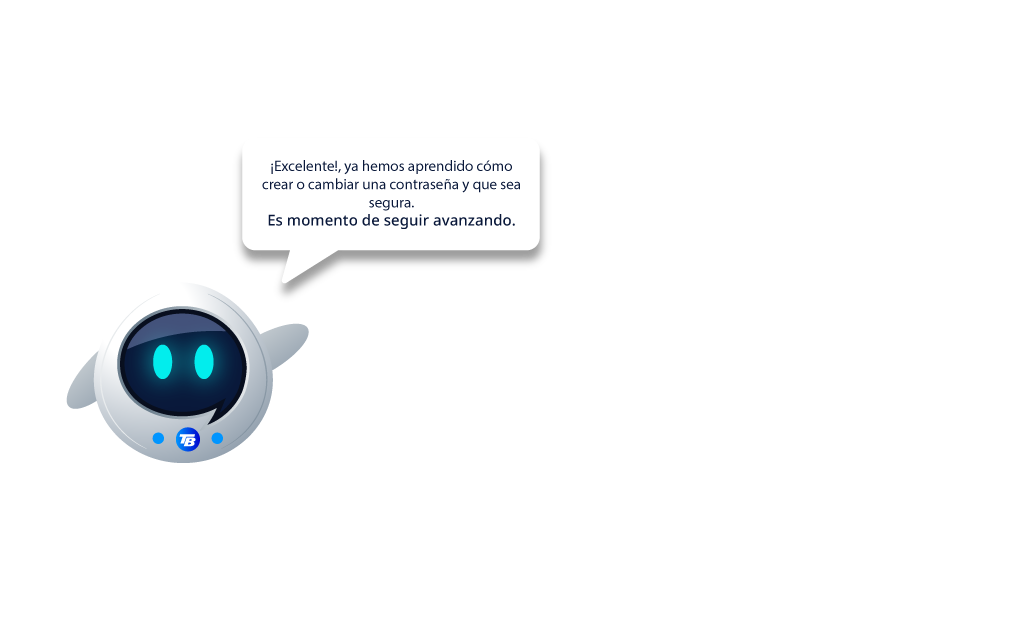 ¡Excelente!, ya hemos aprendido cómo
crear o cambiar una contraseña y que sea
segura.
Es momento de seguir avanzando.
TB